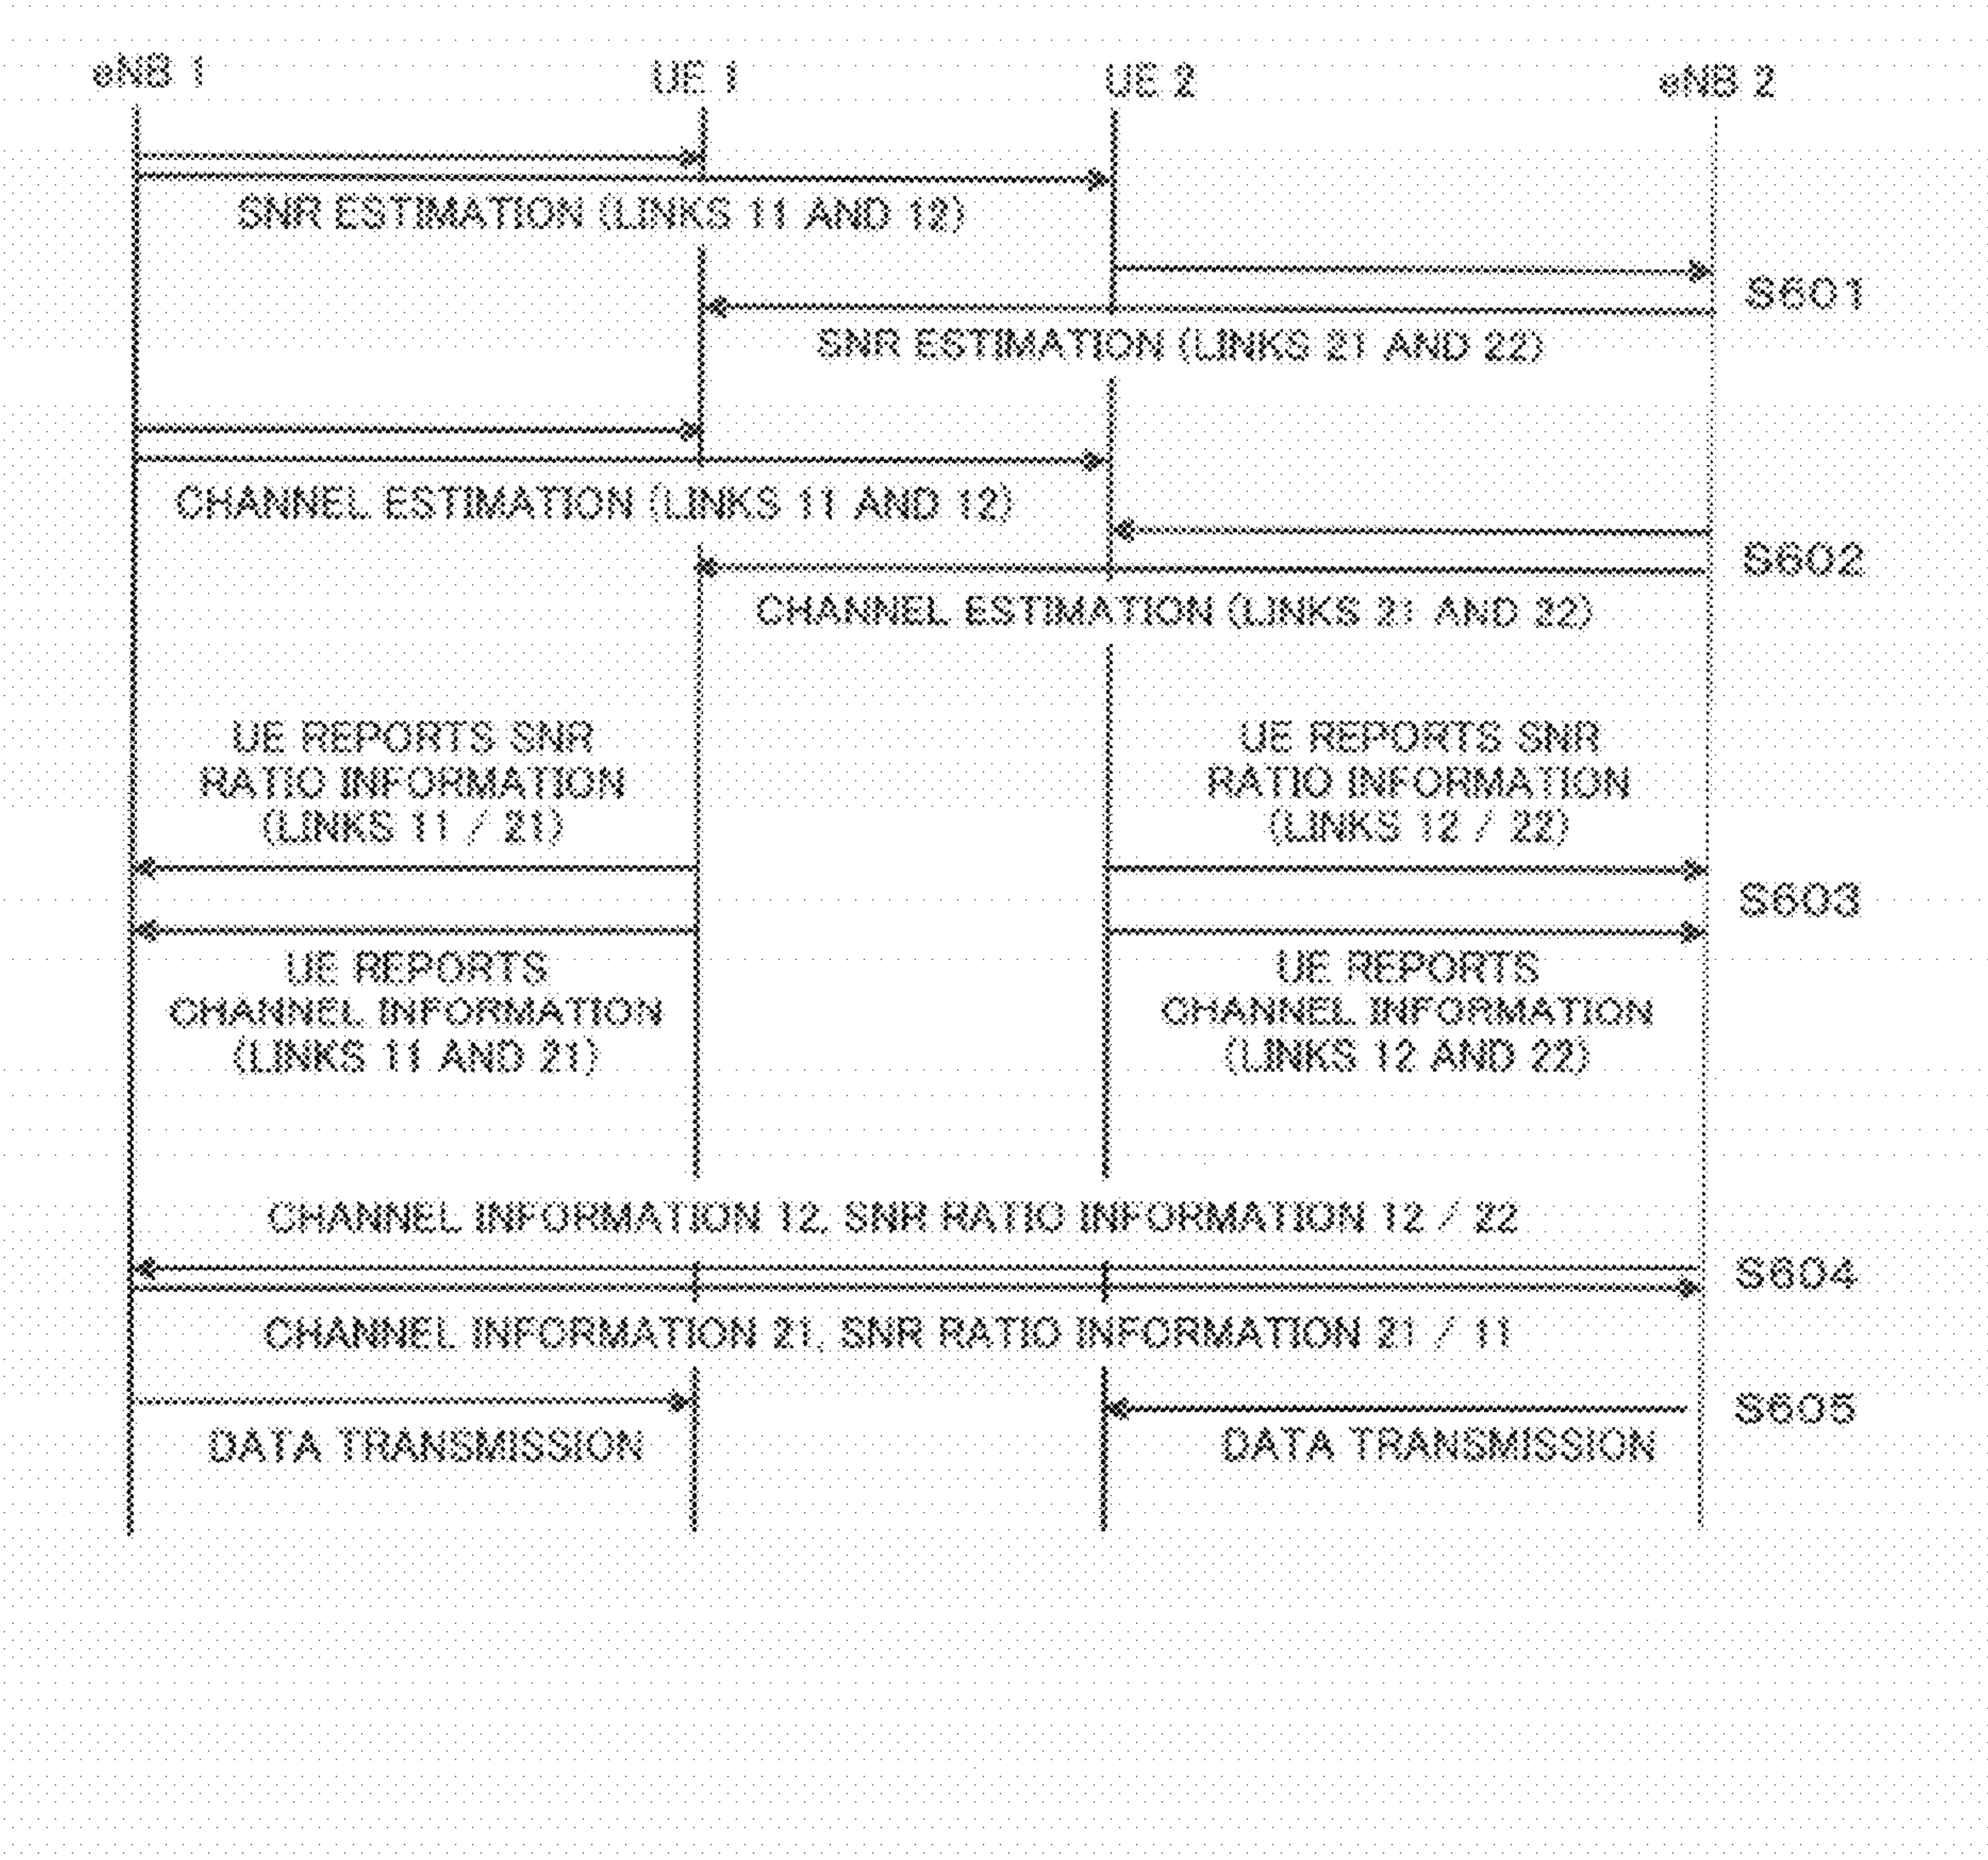 eNB 1
UE 1
UE 2
eNB 2
SNR ESTIMATION (LINKS 11 AND 12)
S601
SNR ESTIMATION (LINKS 21 AND 22)
CHANNEL ESTIMATION (LINKS 11 AND 12)
S602
CHANNEL ESTIMATION (LINKS 21 AND 22)
UE REPORTS SNR
RATIO INFORMATION
(LINKS 11 / 21)
UE REPORTS SNR
RATIO INFORMATION
(LINKS 12 / 22)
S603
UE REPORTS
CHANNEL INFORMATION
(LINKS 11 AND 21)
UE REPORTS
CHANNEL INFORMATION
(LINKS 12 AND 22)
CHANNEL INFORMATION 12, SNR RATIO INFORMATION 12 / 22
S604
CHANNEL INFORMATION 21, SNR RATIO INFORMATION 21 / 11
S605
DATA TRANSMISSION
DATA TRANSMISSION